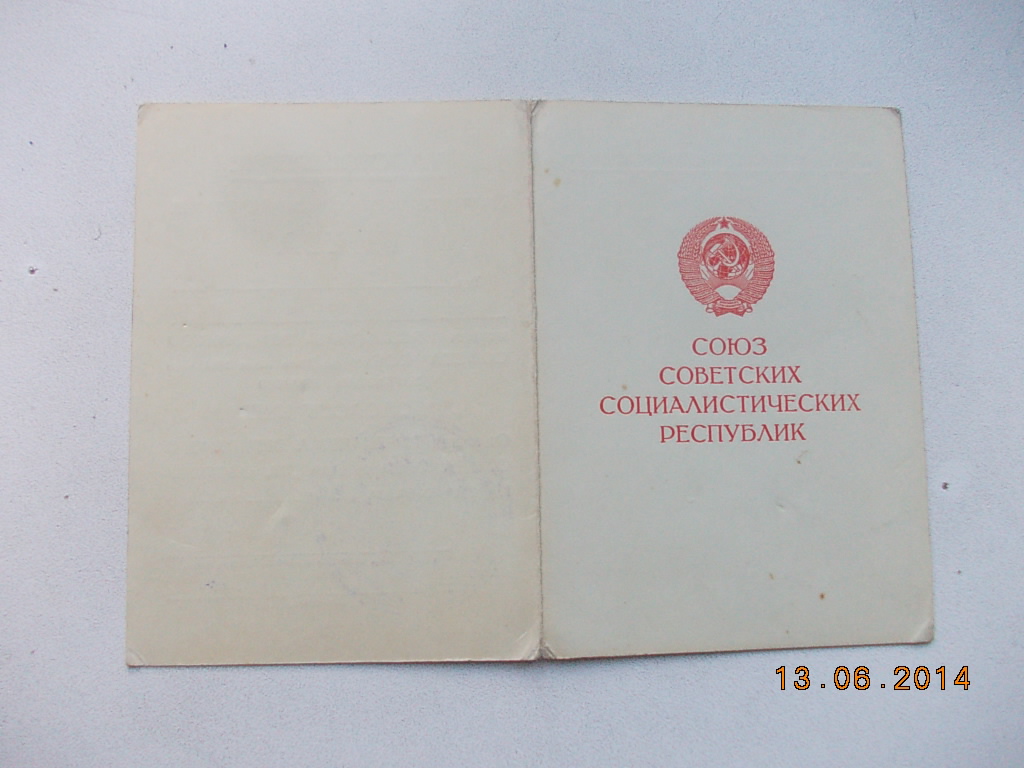 СОЮЗ
СОВЕТСКИХ
СОЦИАЛИСТИЧЕСКИХ
РЕСПУБЛИК
13.06.2014